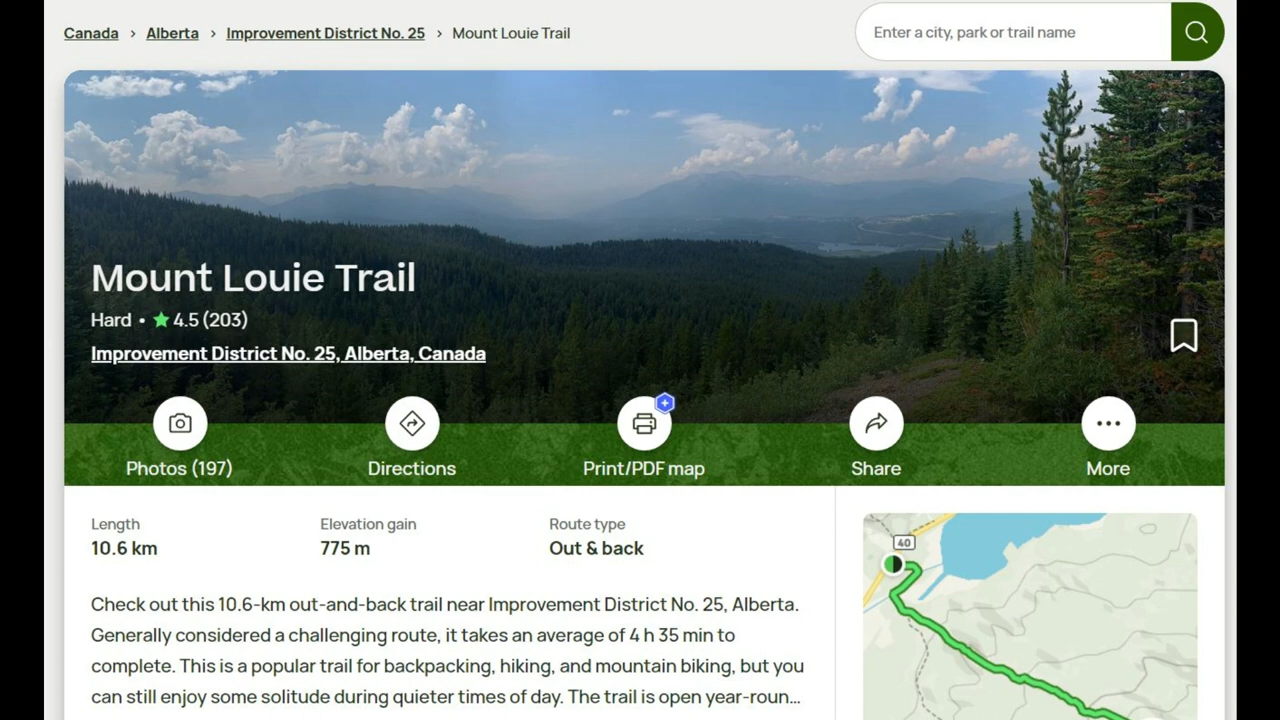 Canada > Alberta > Improvement District No. 25 > Mount Louie Trail
Enter a city, park or trail name
Mount Louie Trail
Hard • ★ 4.5 (203)
Improvement District No. 25, Alberta, Canada
Photos (197)
Directions
Print/PDF map
Share
More
Length
10.6 km
Elevation gain
775 m
Route type
Out & back
40
Check out this 10.6-km out-and-back trail near Improvement District No. 25, Alberta.
Generally considered a challenging route, it takes an average of 4 h 35 min to
complete. This is a popular trail for backpacking, hiking, and mountain biking, but you
can still enjoy some solitude during quieter times of day. The trail is open year-roun...